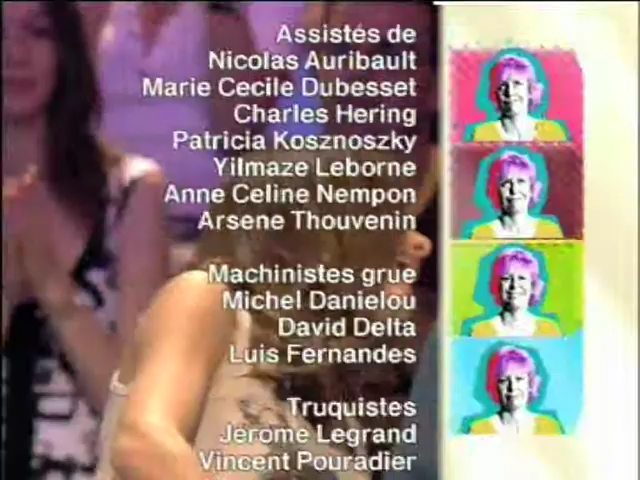 Assistés de
Nicolas Auribault
Marie Cecile Dubesset
Charles Hering
Patricia Kosznoszky
Yilmaze Leborne
Anne Celine Nempon
Arsene Thouvenin
Machinistes grue
Michel Danielou
David Delta
Luis Fernandes
Truquistes
Jerome Legrand
Vincent Pouradier